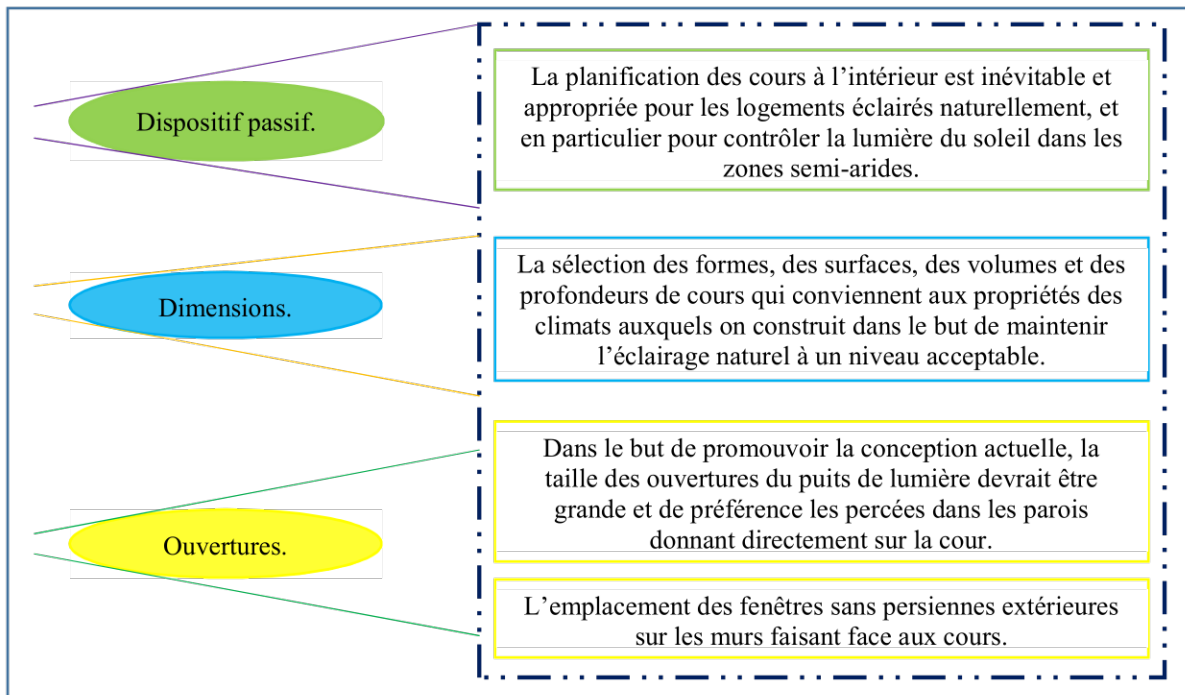 Dispositif passif.
La planification des cours à l’intérieur est inévitable et
appropriée pour les logements éclairés naturellement, et
en particulier pour contrôler la lumière du soleil dans les
zones semi-arides.
Dimensions.
La sélection des formes, des surfaces, des volumes et des
profondeurs de cours qui conviennent aux propriétés des
climats auxquels on construit dans le but de maintenir
l’éclairage naturel à un niveau acceptable.
Ouvertures.
Dans le but de promouvoir la conception actuelle, la
taille des ouvertures du puits de lumière devrait être
grande et de préférence les percées dans les parois
donnant directement sur la cour.
L’emplacement des fenêtres sans persiennes extérieures
sur les murs faisant face aux cours.